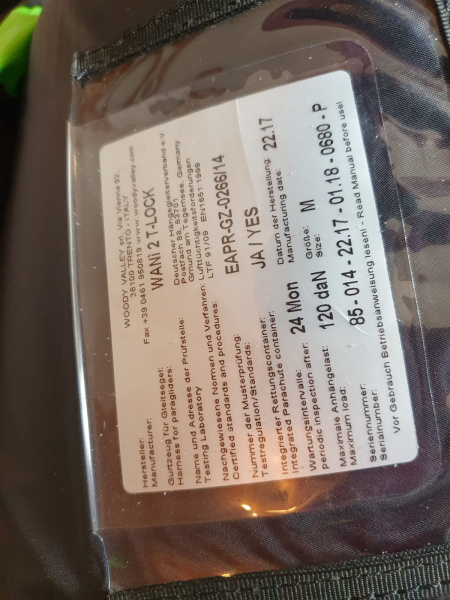 WOODY VALLEY srl, Via Vienna 92,
38100 TRENTO - ITALY
Fax +39 0461 950819 www.woodyvalley.com
Hersteller:
Manufacturer:
WANI 2 T-LOCK
Gurtzeug für Gleitsegel:
Harness for paragliders:
Deutscher Hängegleiterverband e.V.
Postfach 88, 83701
Gmund am Tegernsee, Germany
Name und Adresse der Prüfstelle:
Testing Laboratory
Nachgewiesene Normen und Verfahren: Luftüchtigkeitsforderungen
Certified standards and procedures: LTF 91/09 - EN1651:1999
Nummer der Musterprüfung:
Testregulation/Standards:
EAPR-GZ-0266/14
Integrierter Rettungscontainer:
Integrated Parachute container:
JA / YES
Wartungsintervalle:
periodic inspection after:
24 Mon
Datum der Herstellung:
Manufacturing date:
22.17
Maximale Anhängelast:
Maximum load:
120 daN
Größe:
Size:
M
Seriennummer:
Serialnumber:
85 - 014 - 22.17 - 01.18 - 0680 - P
Vor Gebrauch Betriebsanweisung lesen! - Read Manual before use!